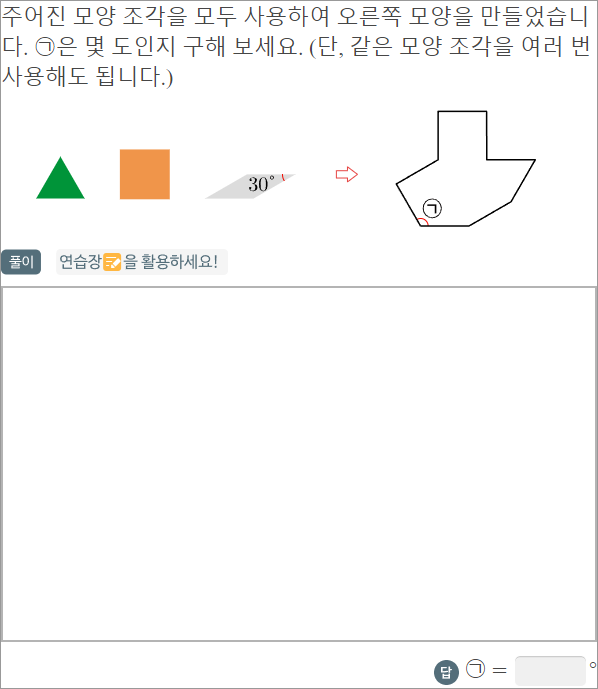 주어진 모양 조각을 모두 사용하여 오른쪽 모양을 만들었습니
다. ㉠은 몇 도인지 구해 보세요. (단, 같은 모양 조각을 여러 번
사용해도 됩니다.)
30°
㉠
풀이 연습장을 활용하세요!
답 ㉠ = °